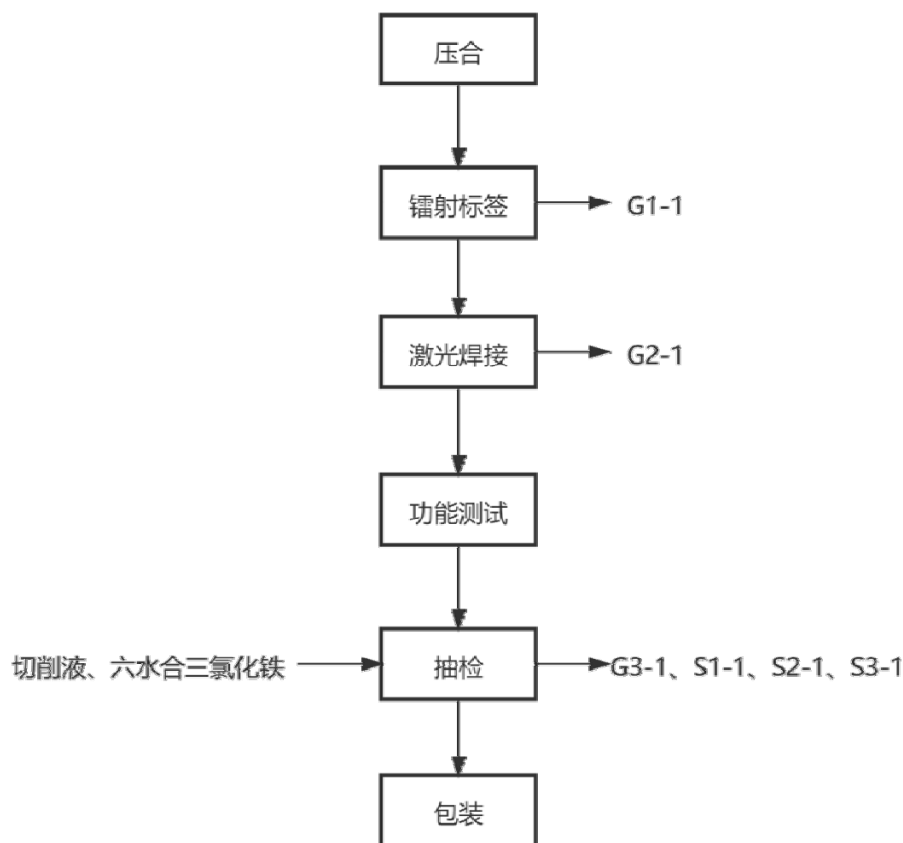 压合
镭射标签
G1-1
激光焊接
G2-1
功能测试
切削液、六水合三氯化铁
抽检
G3-1、S1-1、S2-1、S3-1
包装